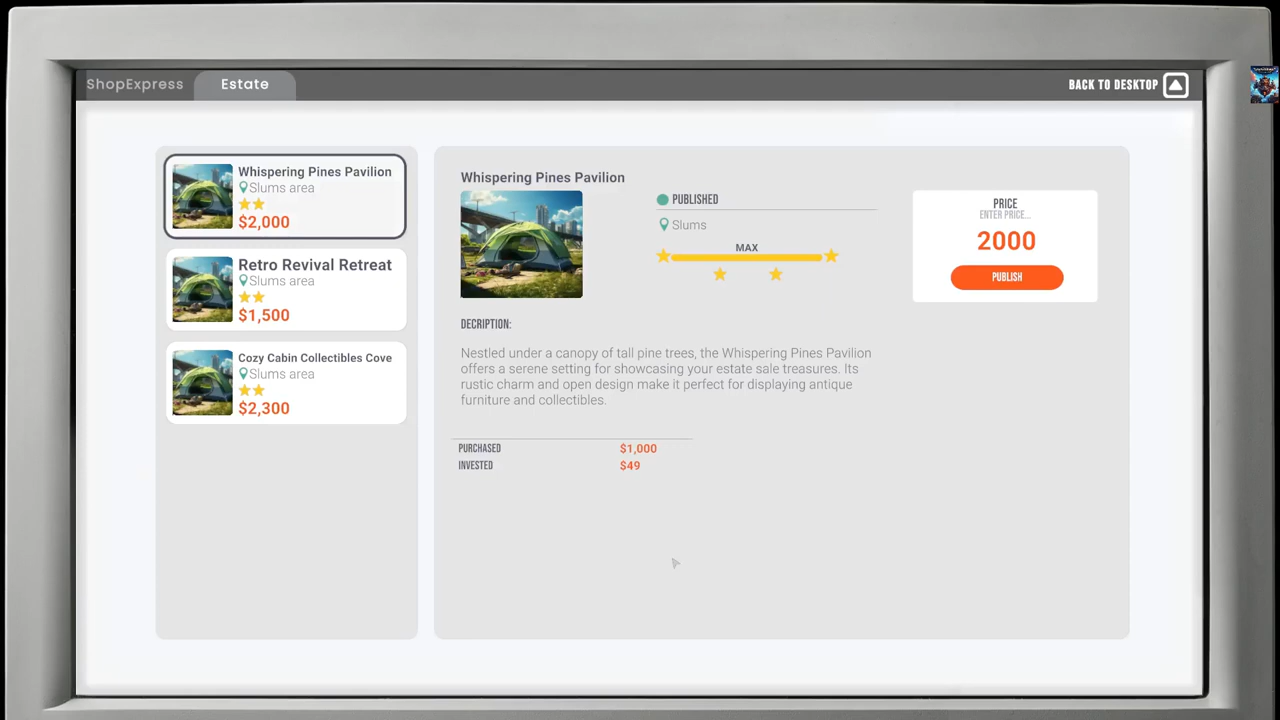 ShopExpress
Estate
BACK TO DESKTOP
Whispering Pines Pavilion
Slums area
$2,000
Retro Revival Retreat
Slums area
$1,500
Cozy Cabin Collectibles Cove
Slums area
$2,300
Whispering Pines Pavilion
PUBLISHED
Slums
MAX
PRICE
ENTER PRICE...
2000
PUBLISH
DECRIPTION:
Nestled under a canopy of tall pine trees, the Whispering Pines Pavilion
offers a serene setting for showcasing your estate sale treasures. Its
rustic charm and open design make it perfect for displaying antique
furniture and collectibles.
PURCHASED $1,000
INVESTED $49